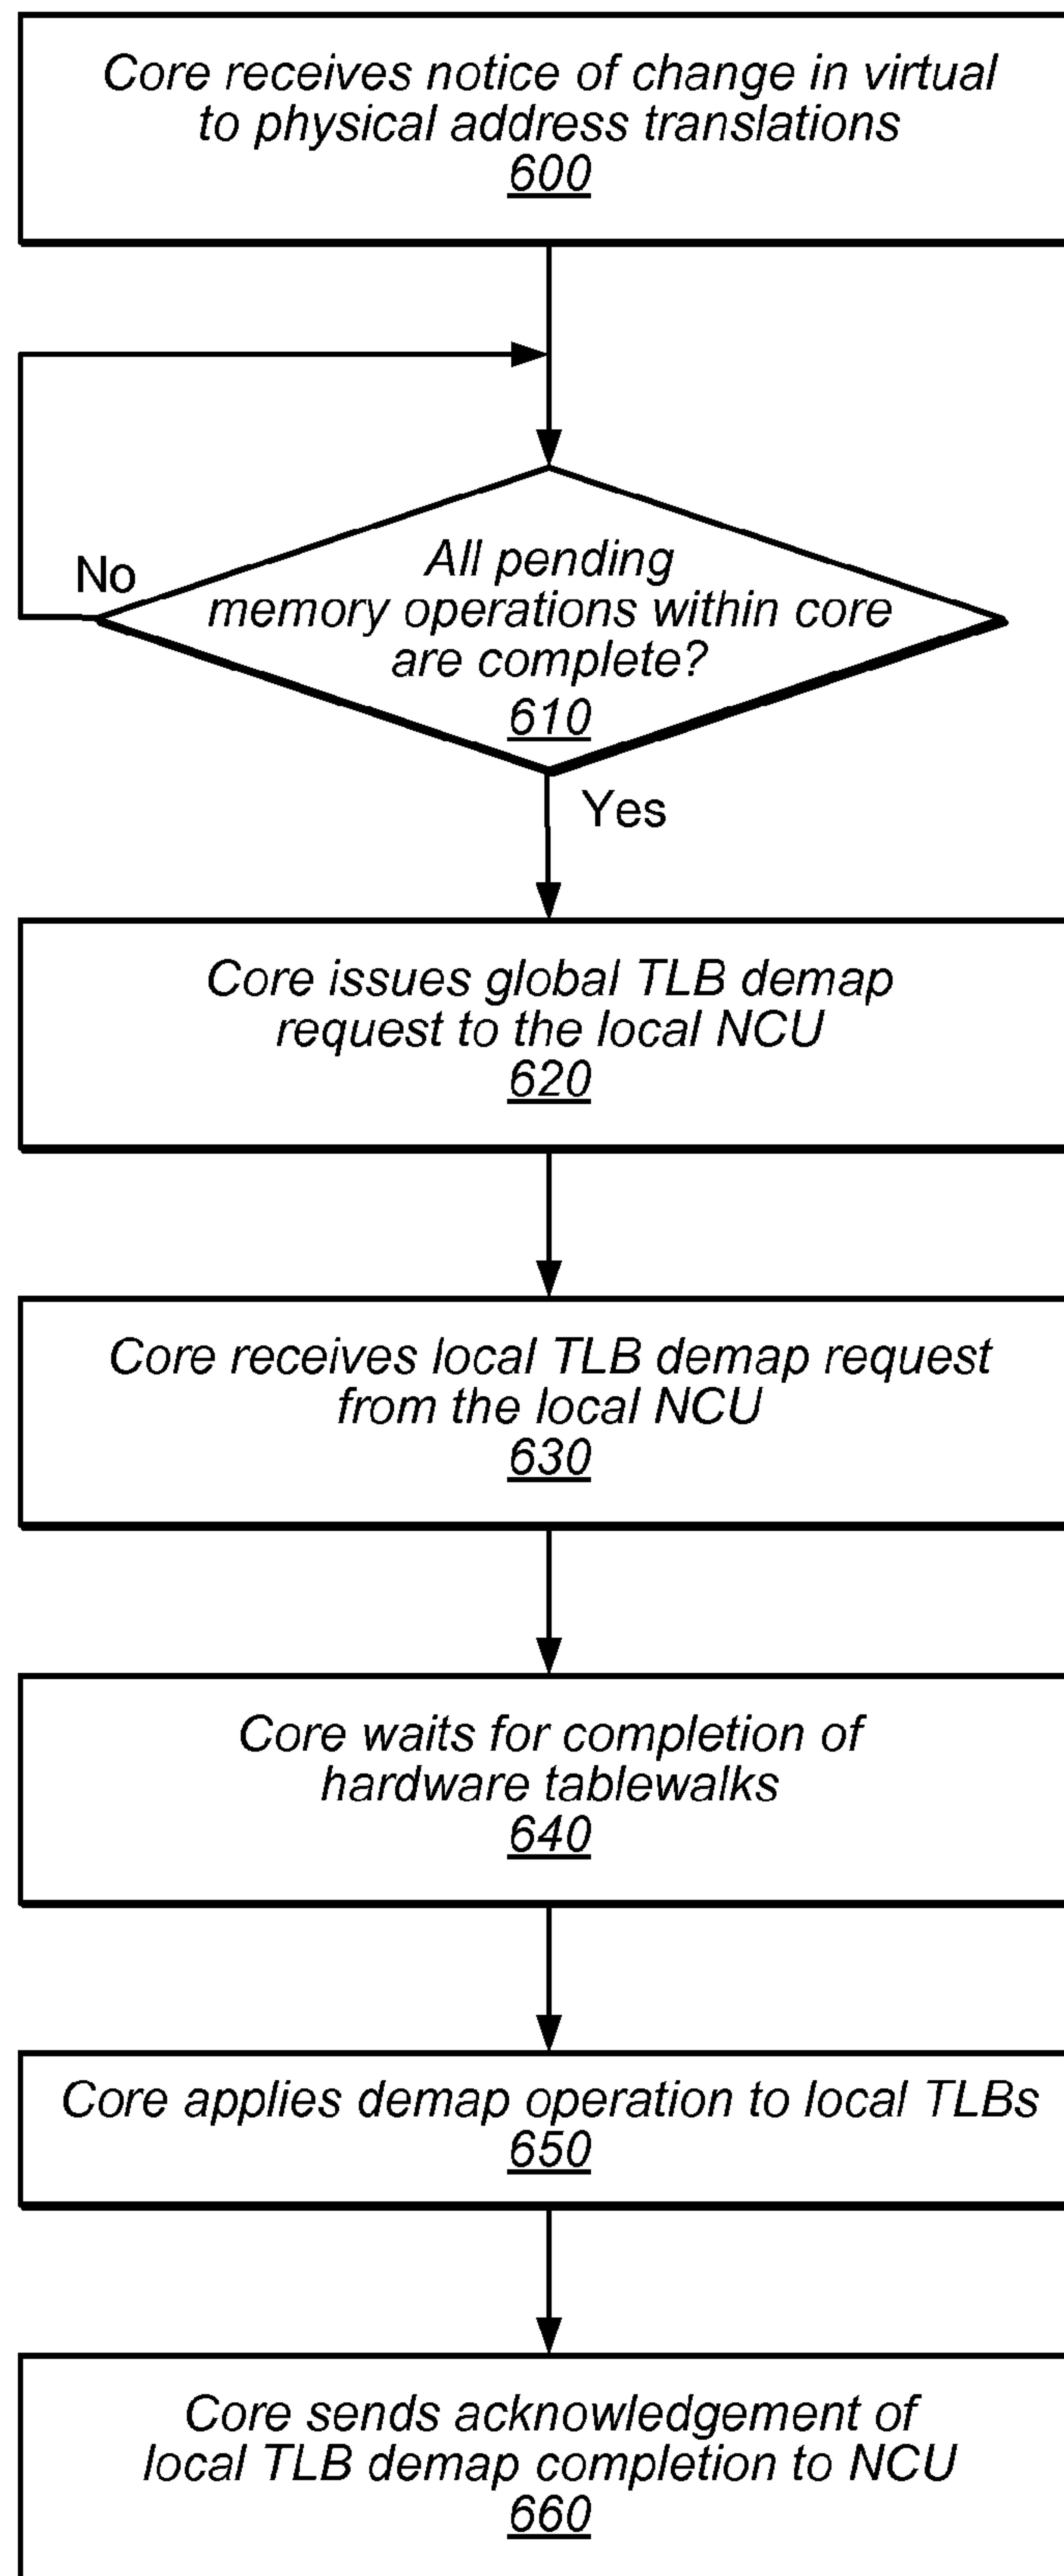 Core receives notice of change in virtual
to physical address translations
600
No
All pending
memory operations within core
are complete?
610
Yes
Core issues global TLB demap
request to the local NCU
620
Core receives local TLB demap request
from the local NCU
630
Core waits for completion of
hardware tablewalks
640
Core applies demap operation to local TLBs
650
Core sends acknowledgement of
local TLB demap completion to NCU
660